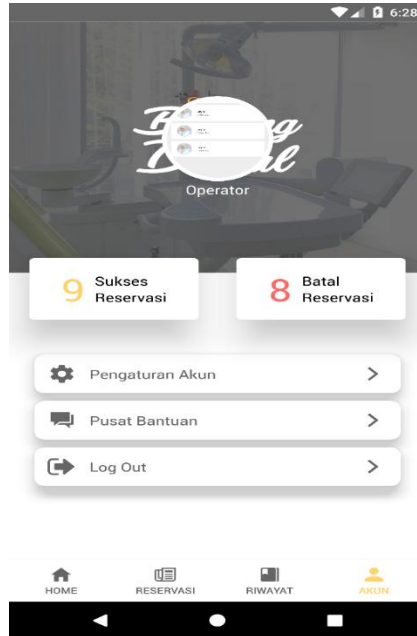 6:28
Operator
9
Sukses
Reservasi
8
Batal
Reservasi
Pengaturan Akun
Pusat Bantuan
Log Out
HOME
RESERVASI
RIWAYAT
AKUN